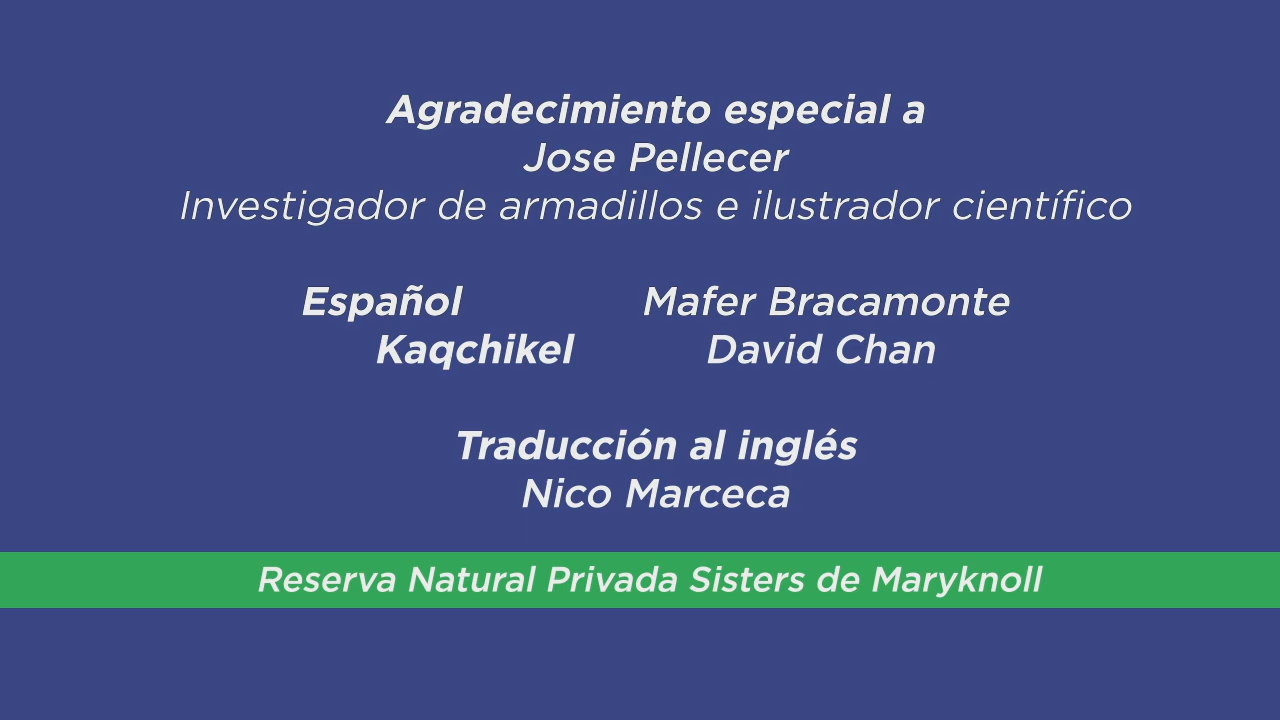 Agradecimiento especial a
Jose Pellecer
Investigador de armadillos e ilustrador científico
Español Mafer Bracamonte
Kaqchikel David Chan
Traducción al inglés
Nico Marceca
Reserva Natural Privada Sisters de Maryknoll